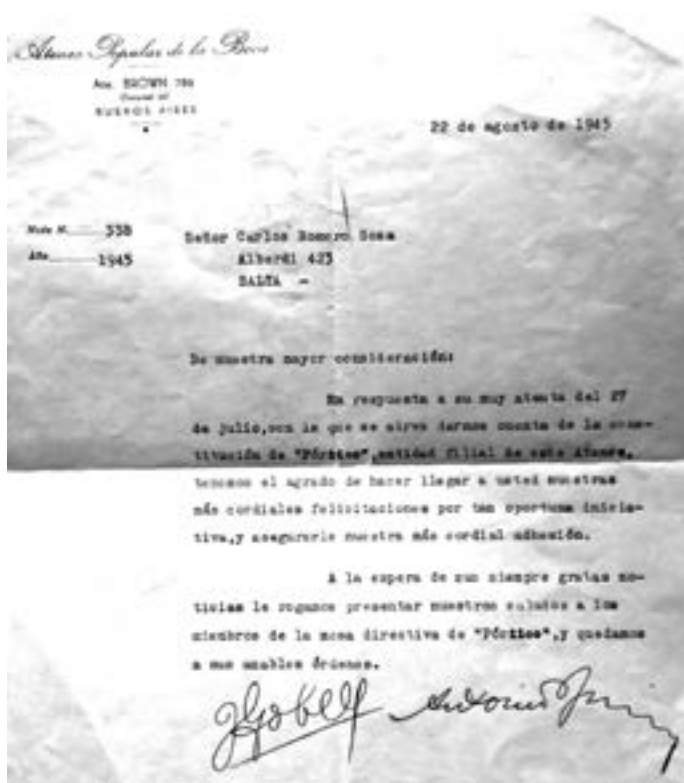 Ateneo Popular de la Boca
Alte. BROWN
BUENOS AIRES
22 de agosto de 1945
Nota N. 338
Año 1945
Señor Carlos Romero Sosa
Alberdi 423
SALTA -
De nuestra mayor consideración:
En respuesta a su muy atenta del 27
de julio,con la que se sirve darnos cuenta de la cons-
titución de "Pórtico",entidad filial de este Ateneo,
tenemos el agrado de hacer llegar a usted nuestras
más cordiales felicitaciones por tan oportuna inicia-
tiva,y asegurarle nuestra más cordial adhesión.
A la espera de sus siempre gratas no-
ticias le rogamos presentar nuestros saludos a los
miembros de la mesa directiva de "Pórtico",y quedamos
a sus amables órdenes.
Antonio